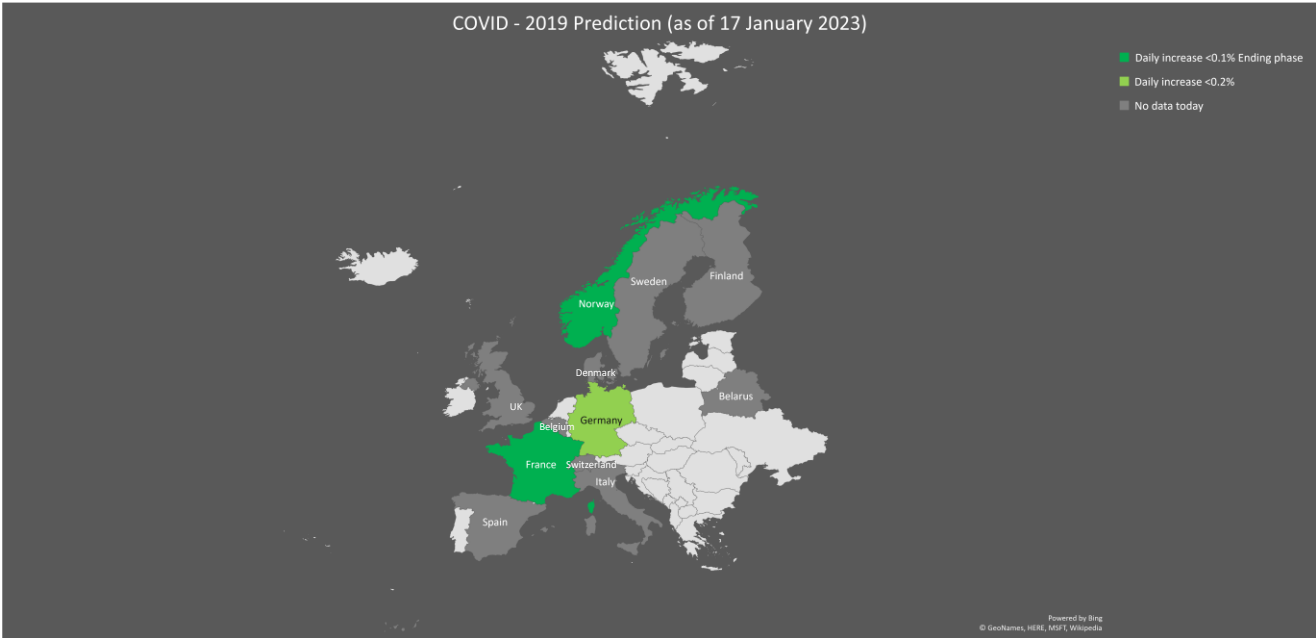 COVID - 2019 Prediction (as of 17 January 2023)
Daily increase <0.1% Ending phase
Daily increase <0.2%
No data today
Sweden
Finland
Norway
Denmark
Belarus
UK
Germany
Belgium
France
Switzerland
Italy
Spain
Powered by Bing
© GeoNames, HERE, MSFT, Wikipedia